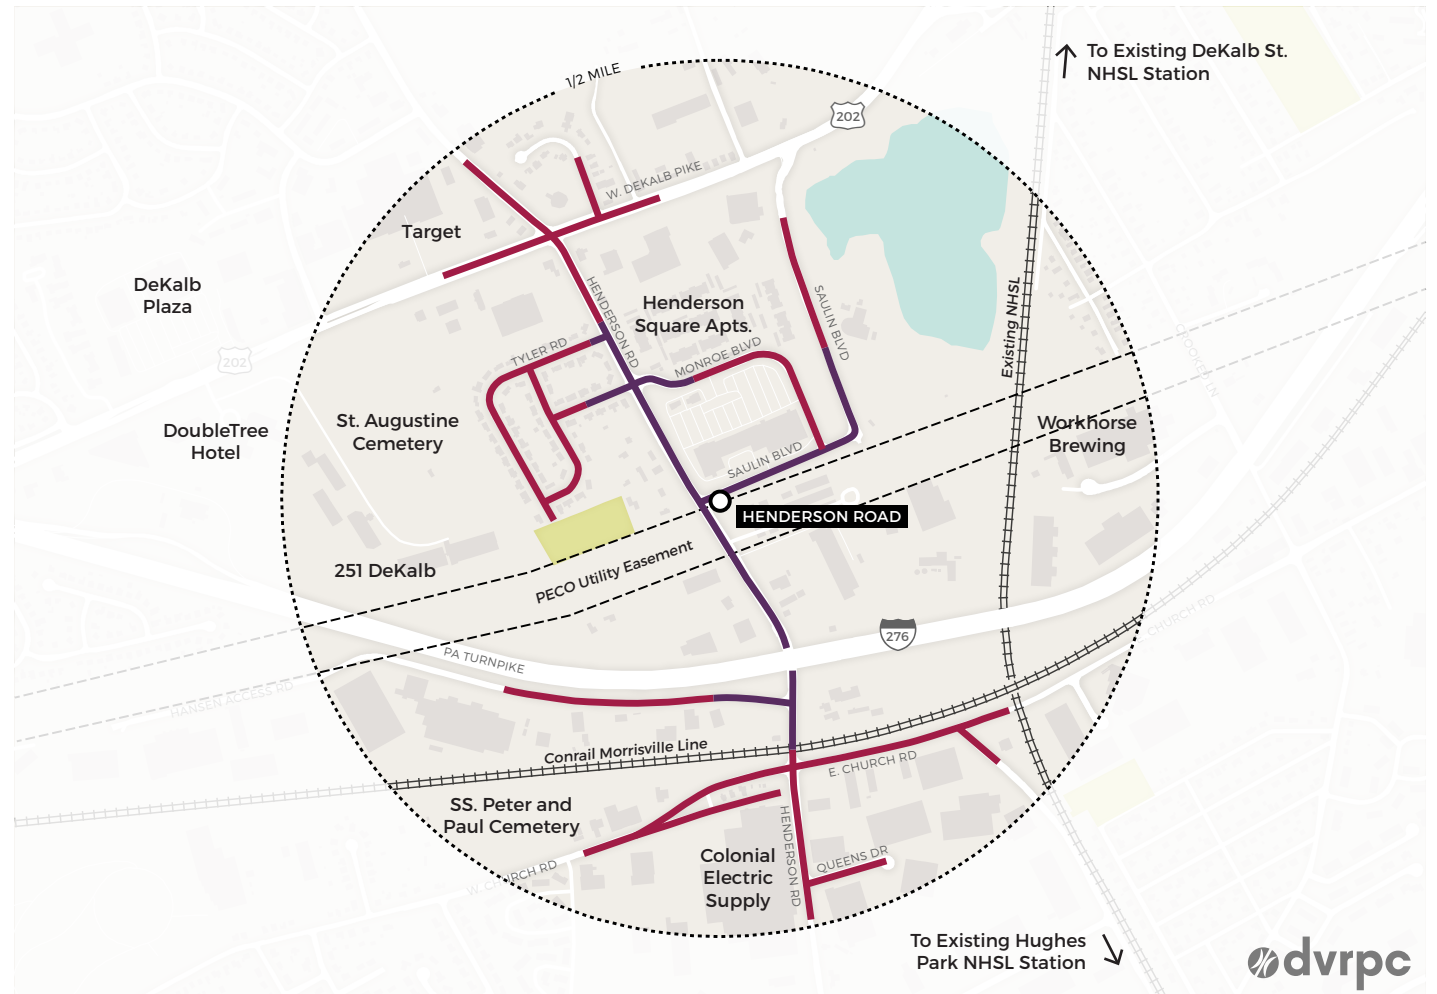 To Existing DeKalb St.
NHSL Station
1/2 MILE
202
W. DEKALB PIKE
Target
DeKalb
Plaza
HENDERSON RD
Henderson
Square Apts.
SAULIN BLVD
Existing NHSL
TYLER RD
MONROE BLVD
202
CROOKED LN
DoubleTree
Hotel
St. Augustine
Cemetery
Workhorse
Brewing
SAULIN BLVD
HENDERSON ROAD
251 DeKalb
PECO Utility Easement
276
CHURCH RD
PA TURNPIKE
HANSEN ACCESS RD
Conrail Morrisville Line
E. CHURCH RD
SS. Peter and
Paul Cemetery
HENDERSON RD
Colonial
Electric
Supply
QUEENS DR
W. CHURCH RD
To Existing Hughes
Park NHSL Station
dvrpc